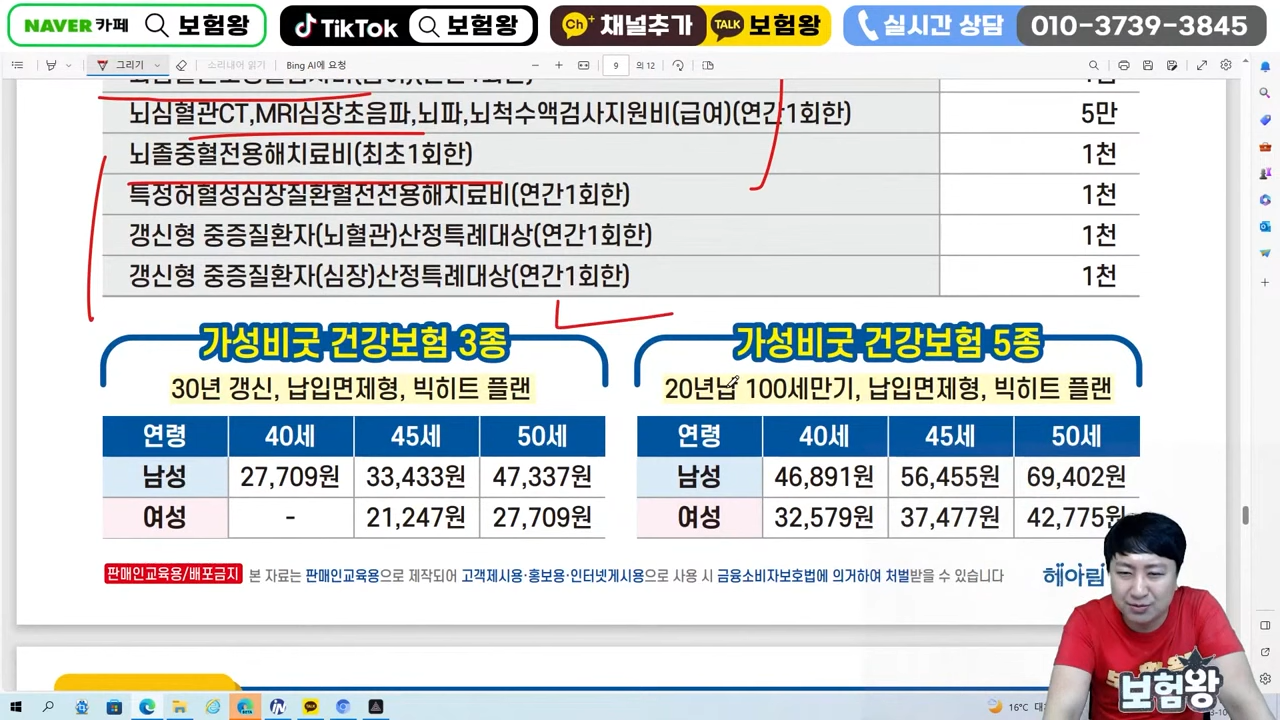 NAVER 카페 보험왕
TikTok 보험왕
Ch+ 채널추가 TALK 보험왕
실시간 상담 010-3739-3845
그리기
소리내어 읽기
Bing AI에 요청
9 의 12
뇌심혈관CT,MRI심장초음파,뇌파,뇌척수액검사지원비(급여)(연간1회한) 5만
뇌졸중혈전용해치료비(최초1회한) 1천
특정허혈성심장질환혈전용해치료비(연간1회한) 1천
갱신형 중증질환자(뇌혈관)산정특례대상(연간1회한) 1천
갱신형 중증질환자(심장)산정특례대상(연간1회한) 1천
가성비굿 건강보험 3종
30년 갱신, 납입면제형, 빅히트 플랜
연령 40세 45세 50세
남성 27,709원 33,433원 47,337원
여성 - 21,247원 27,709원
가성비굿 건강보험 5종
20년납 100세만기, 납입면제형, 빅히트 플랜
연령 40세 45세 50세
남성 46,891원 56,455원 69,402원
여성 32,579원 37,477원 42,775원
판매인교육용/배포금지 본 자료는 판매인교육용으로 제작되어 고객제시용·홍보용·인터넷게시용으로 사용 시 금융소비자보호법에 의거하여 처벌받을 수 있습니다
헤아림
보험왕
16°C